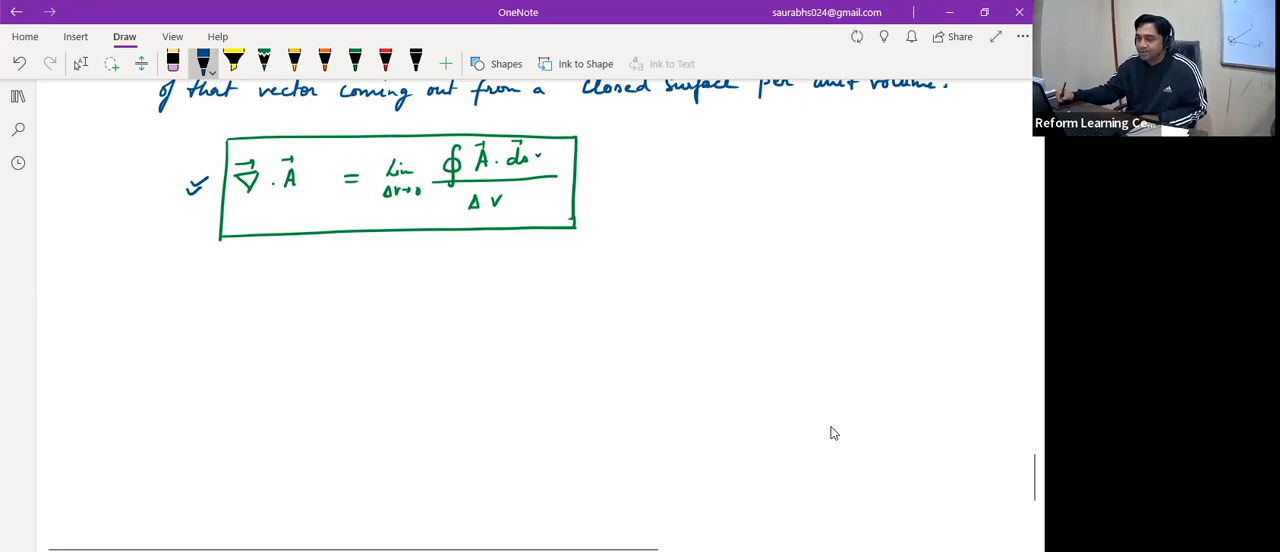 OneNote
saurabhs024@gmail.com
Home Insert Draw View Help
Share
Shapes Ink to Shape Ink to Text
of that vector coming out from a closed surface per unit volume.
∇⃗ . A⃗ = Lim Δv→0 ∮ A⃗ . ds⃗ / Δv
Reform Learning Ce...